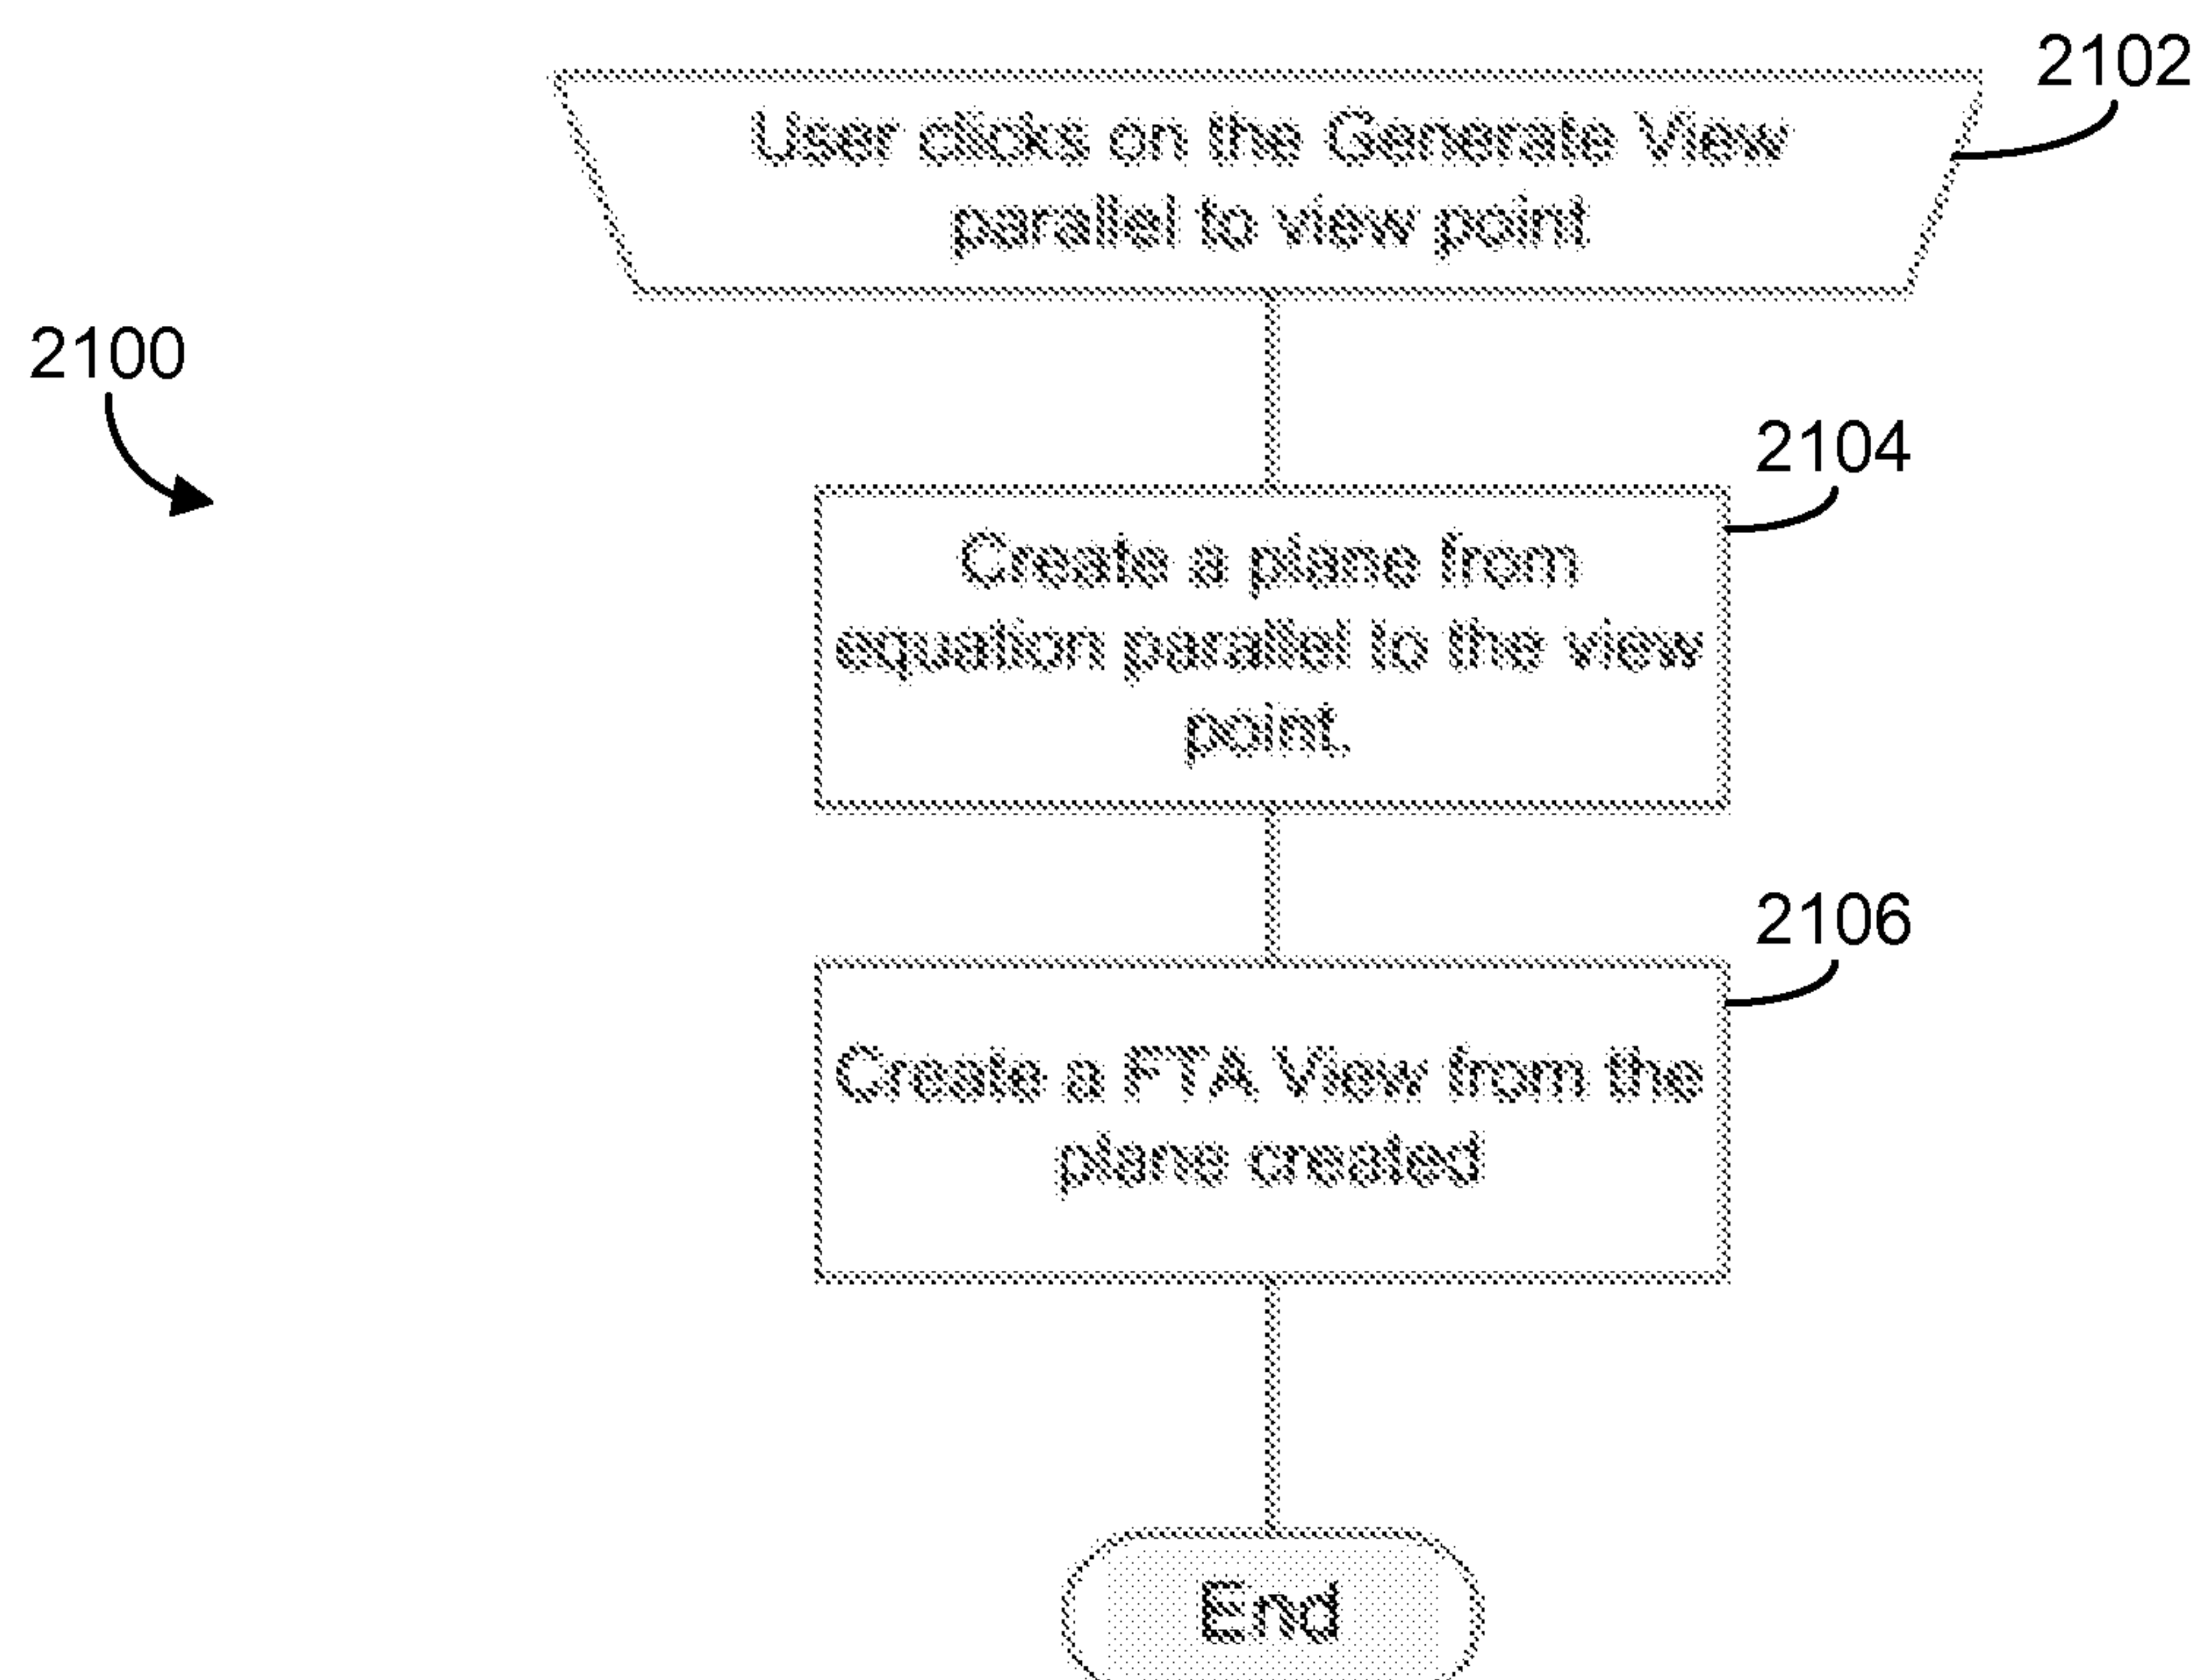 2102
User clicks on the Generate View
parallel to view point
2100
2104
Create a plane from
equation parallel to the view
point.
2106
Create a FTA View from the
plane created
End